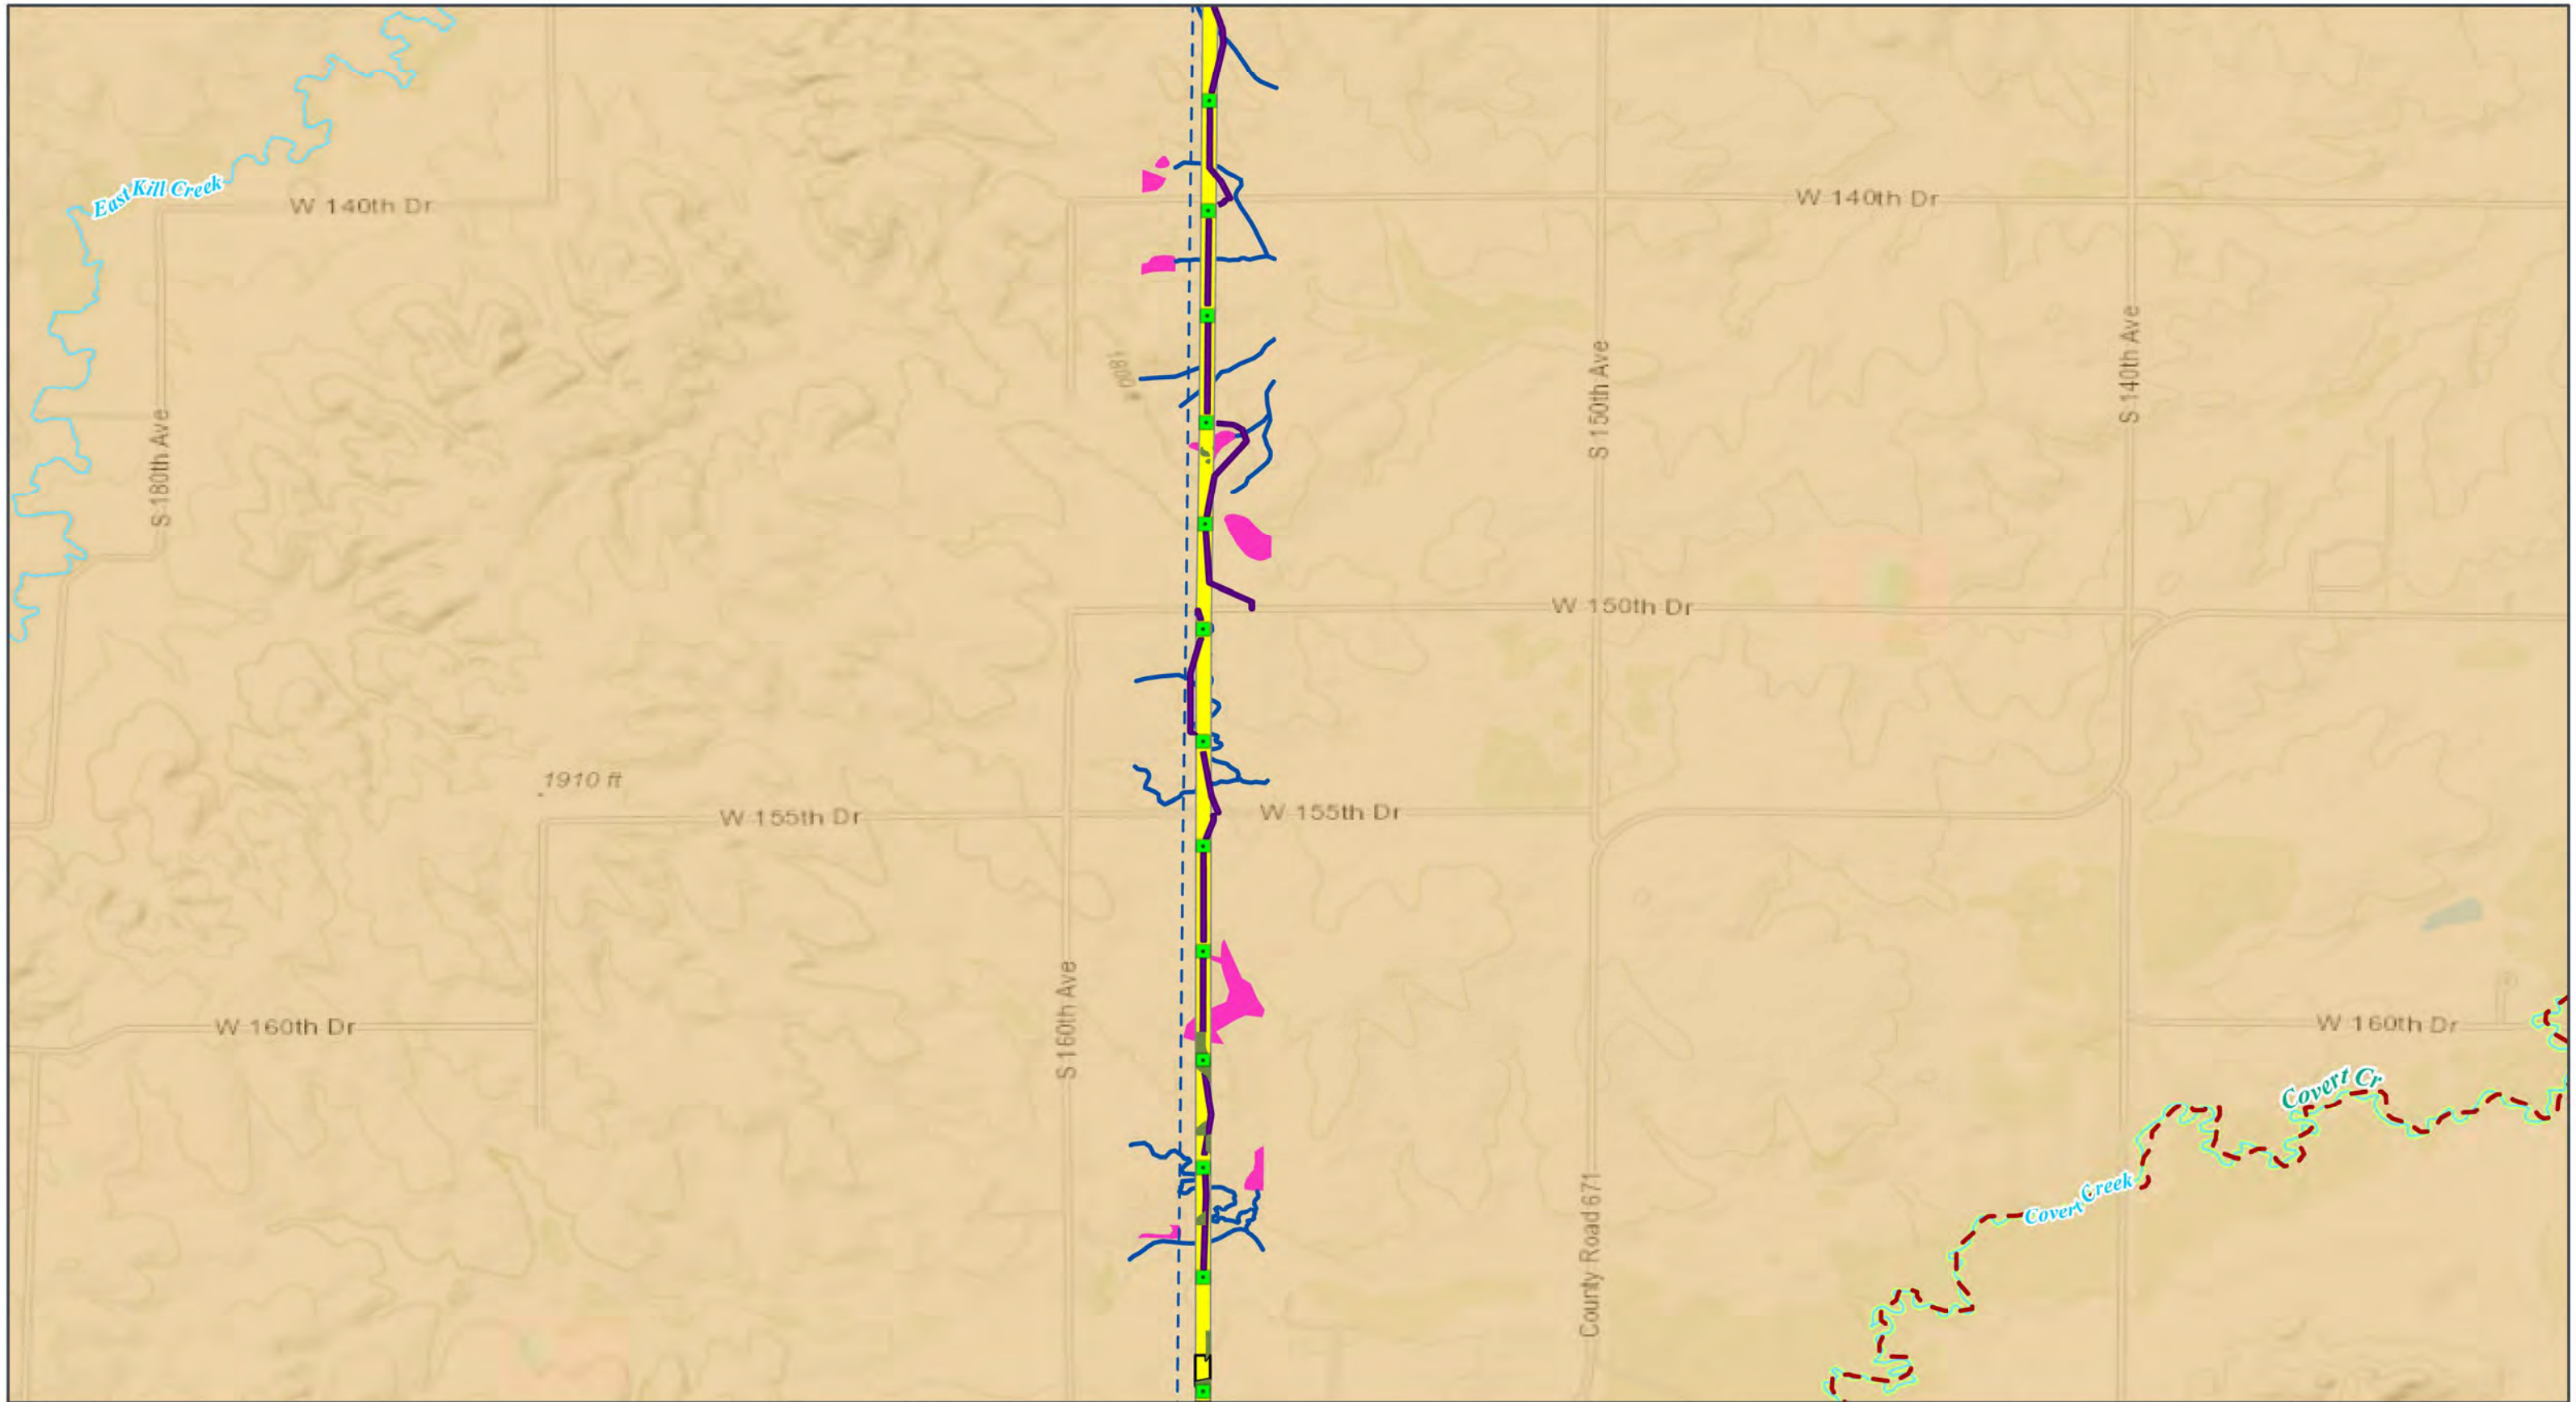 East Kill Creek
W 140th Dr
W 140th Dr
S 140th Ave
S 150th Ave
1800
S 180th Ave
W 150th Dr
1910 ft
W 155th Dr
W 155th Dr
S 160th Ave
W 160th Dr
W 160th Dr
Covert Cr
Covert Creek
County Road 671